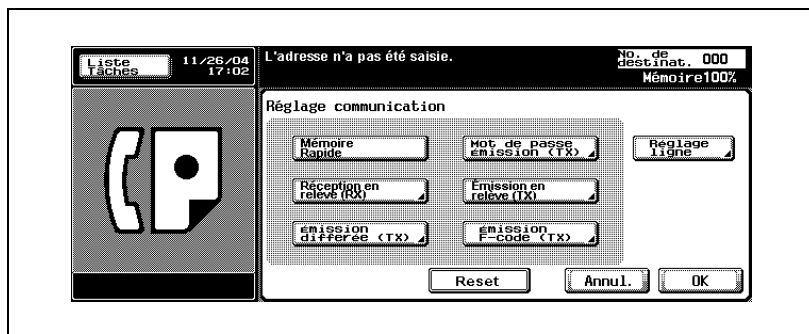 Liste
Tâches
11/26/04
17:02
L'adresse n'a pas été saisie.
No. de
destinat. 000
Mémoire100%
Réglage communication
Mémoire
Rapide
Mot de passe
émission (TX)
Réglage
ligne
Réception en
relève (RX)
Émission en
relève (TX)
émission
différée (TX)
émission
F-code (TX)
Reset
Annul.
OK